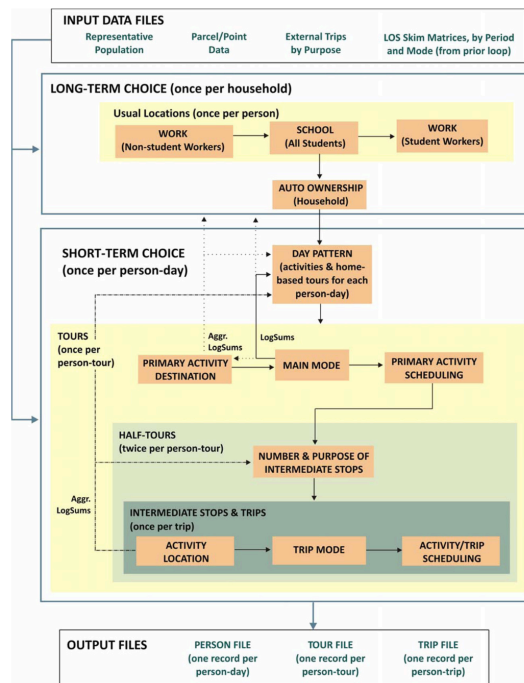 INPUT DATA FILES
Representative
Population
Parcel/Point
Data
External Trips
by Purpose
LOS Skim Matrices, by Period
and Mode (from prior loop)
LONG-TERM CHOICE (once per household)
Usual Locations (once per person)
WORK
(Non-student Workers)
SCHOOL
(All Students)
WORK
(Student Workers)
AUTO OWNERSHIP
(Household)
SHORT-TERM CHOICE
(once per person-day)
DAY PATTERN
(activities & home-
based tours for each
person-day)
TOURS
(once per
person-tour)
Aggr.
LogSums
LogSums
PRIMARY ACTIVITY
DESTINATION
MAIN MODE
PRIMARY ACTIVITY
SCHEDULING
HALF-TOURS
(twice per person-tour)
NUMBER & PURPOSE OF
INTERMEDIATE STOPS
Aggr.
LogSums
INTERMEDIATE STOPS & TRIPS
(once per trip)
ACTIVITY
LOCATION
TRIP MODE
ACTIVITY/TRIP
SCHEDULING
OUTPUT FILES
PERSON FILE
(one record per
person-day)
TOUR FILE
(one record per
person-tour)
TRIP FILE
(one record per
person-trip)